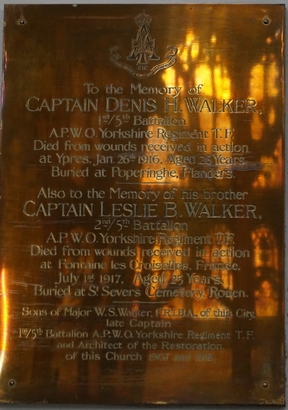 To the Memory of
CAPTAIN DENIS H. WALKER,
1st/5th Battalion
A.P.W.O. Yorkshire Regiment T.F.
Died from wounds received in action
at Ypres, Jan. 26th 1916. Aged 26 Years.
Buried at Poperinghe, Flanders.
Also to the Memory of his brother
CAPTAIN LESLIE B. WALKER,
2nd/5th Battalion
A.P.W.O. Yorkshire Regiment T.F.
Died from wounds received in action
at Fontaine les Croisilles, France,
July 1st 1917, Aged 25 Years.
Buried at St Severs Cemetery, Rouen.
Sons of Major W.S. Walker, of this City,
late Captain
1st/5th Battalion A.P.W.O. Yorkshire Regiment T.F.
and Architect of the Restoration
of this Church 1907 and